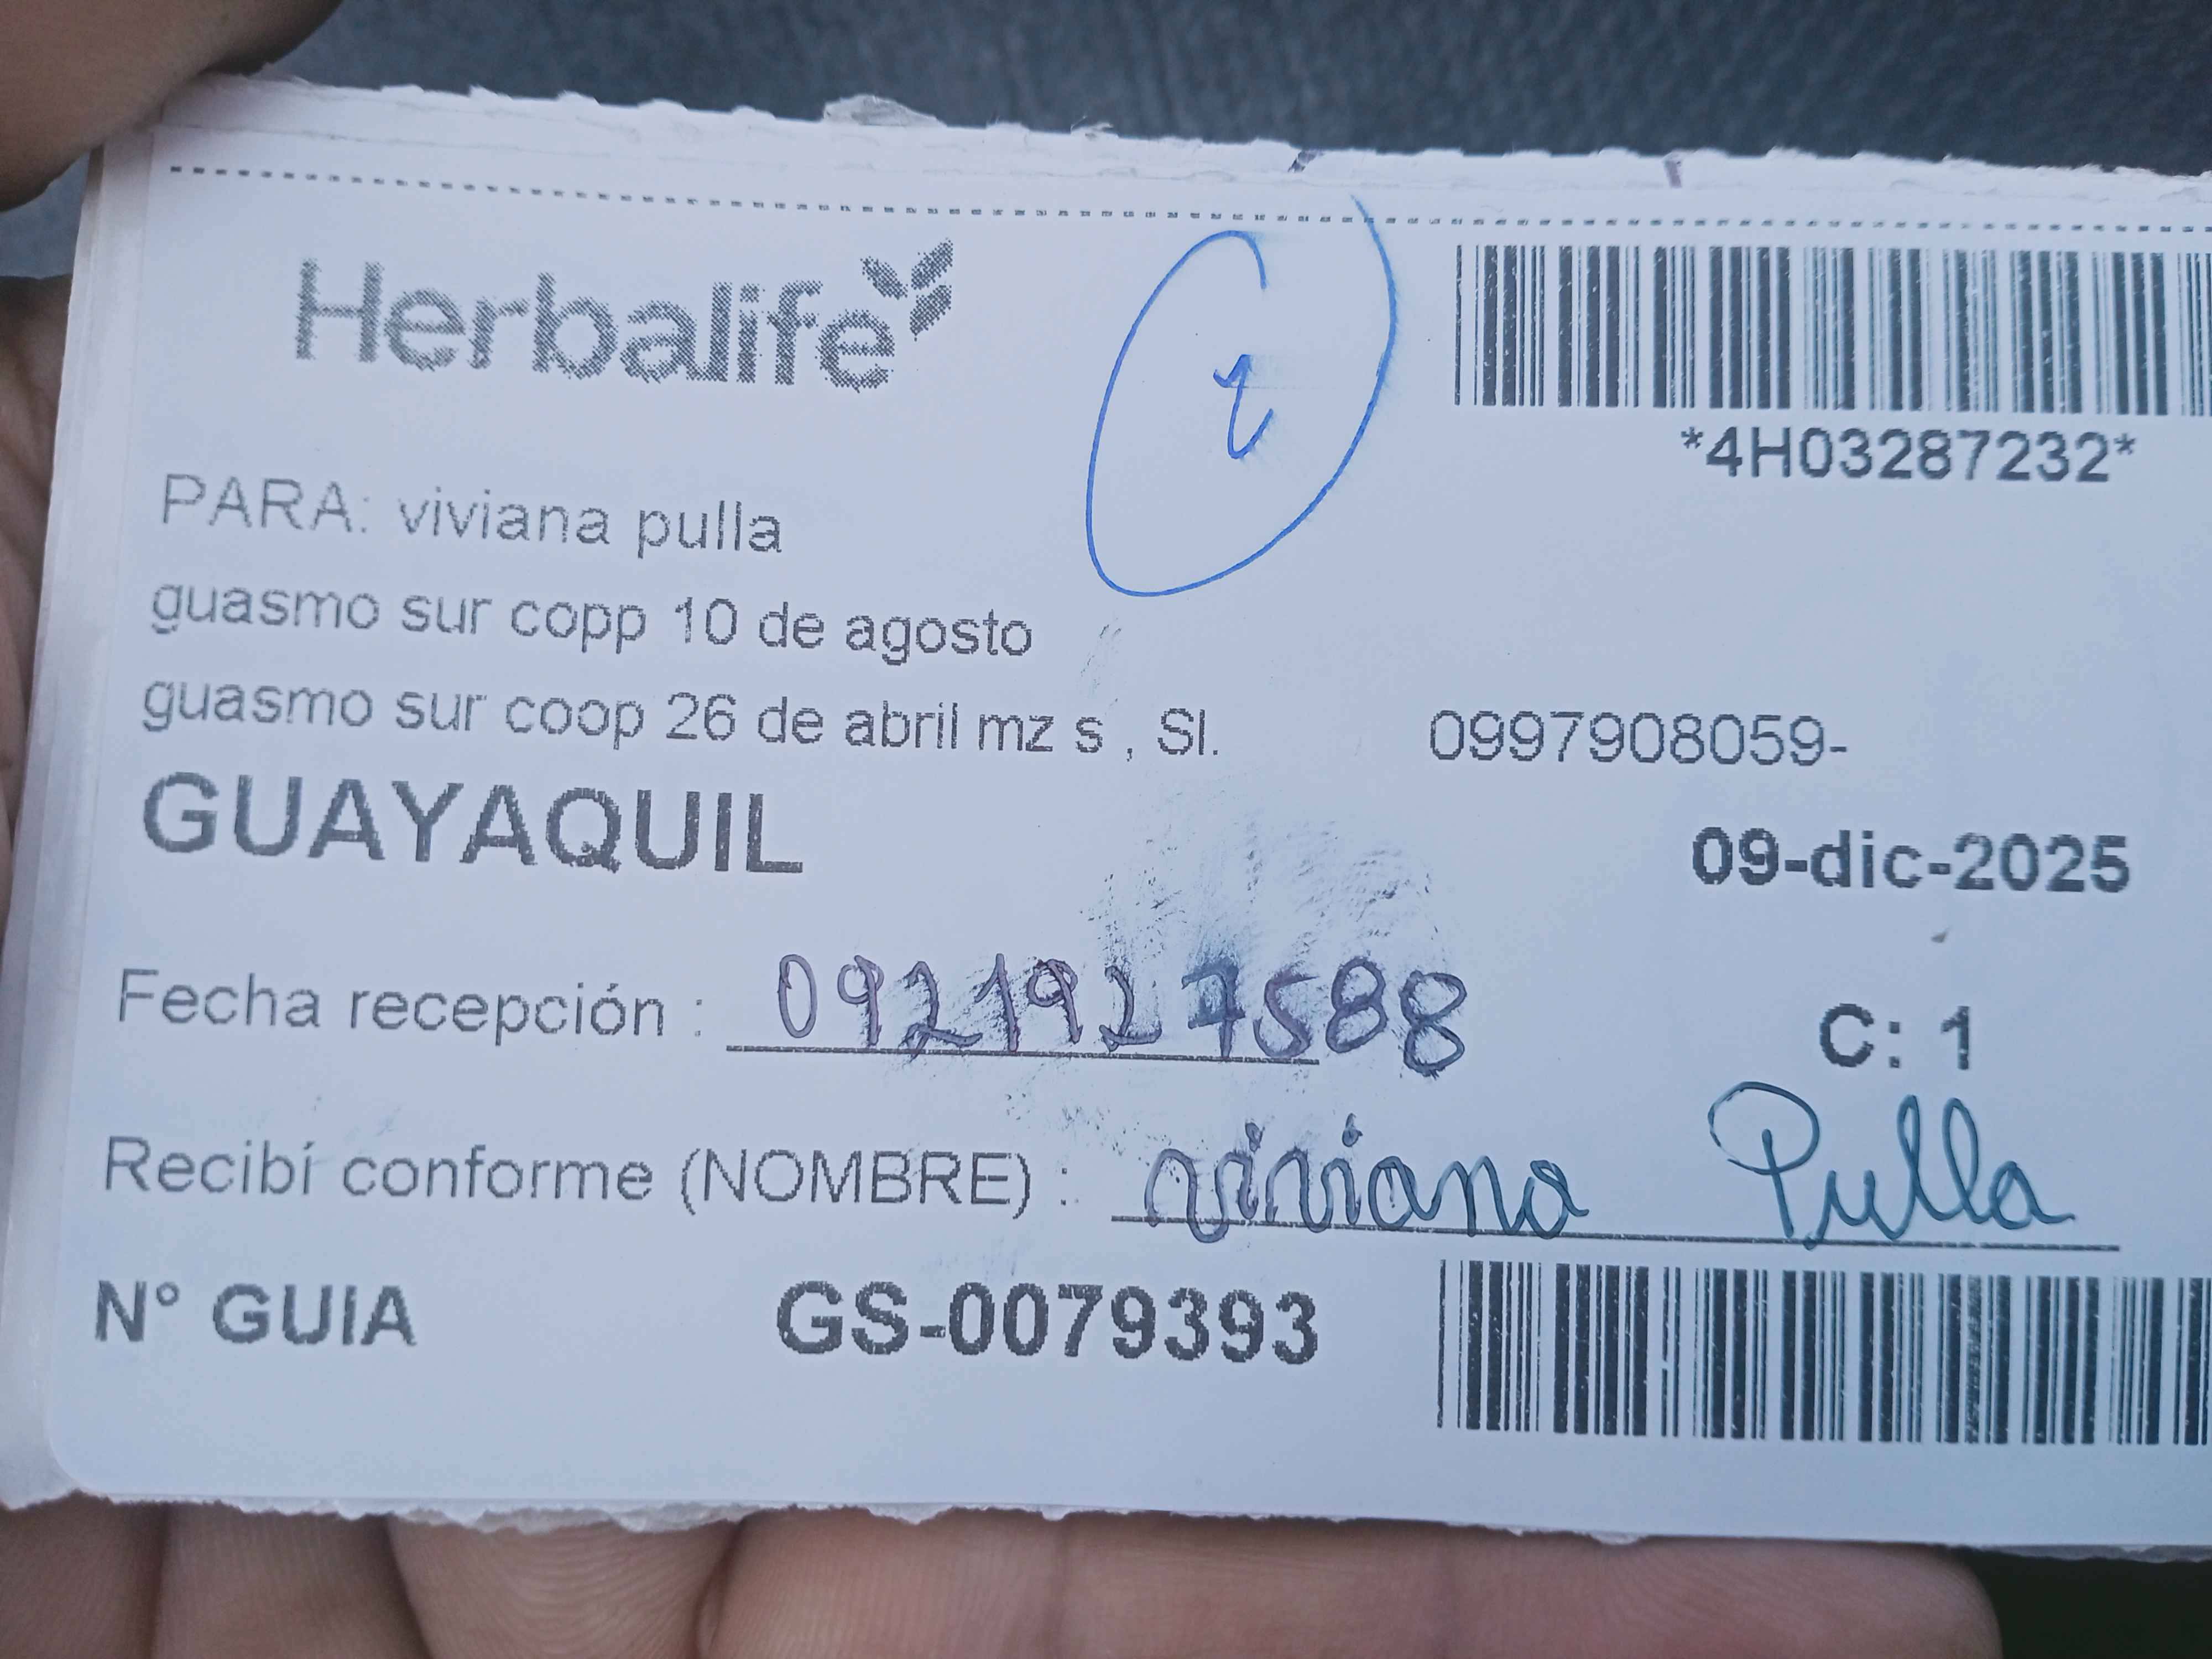 Herbalife
*4H03287232*
PARA: viviana pulla
guasmo sur copp 10 de agosto
guasmo sur coop 26 de abril mz s , Sl. 0997908059-
GUAYAQUIL
09-dic-2025
Fecha recepción : 0921927588
C: 1
Recibí conforme (NOMBRE) : viviana Pulla
N° GUIA GS-0079393